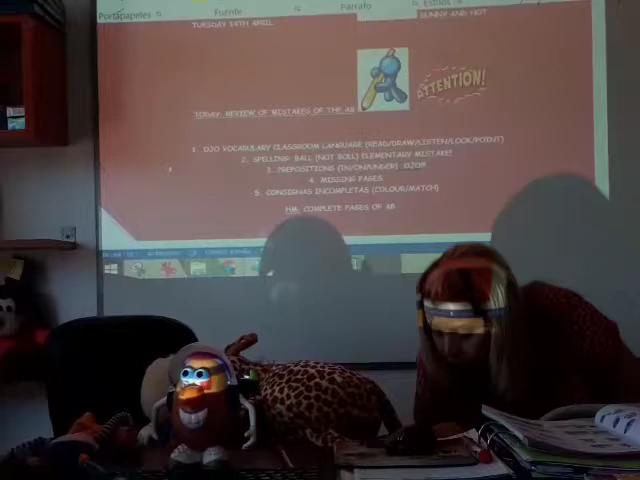 Portapapeles
Fuente
Párrafo
Estilos
TUESDAY 14TH APRIL
SUNNY AND HOT
ATTENTION!
TODAY: REVIEW OF MISTAKES OF THE AB
1. OJO VOCABULARY CLASSROOM LANGUAGE (READ/DRAW/LISTEN/LOOK/POINT)
2. SPELLING: BALL (NOT BOLL) ELEMENTARY MISTAKE!
3. PREPOSITIONS (IN/ON/UNDER) OJO!!!
4. MISSING PAGES
5. CONSIGNAS INCOMPLETAS (COLOUR/MATCH)
HM: COMPLETE PAGES OF AB